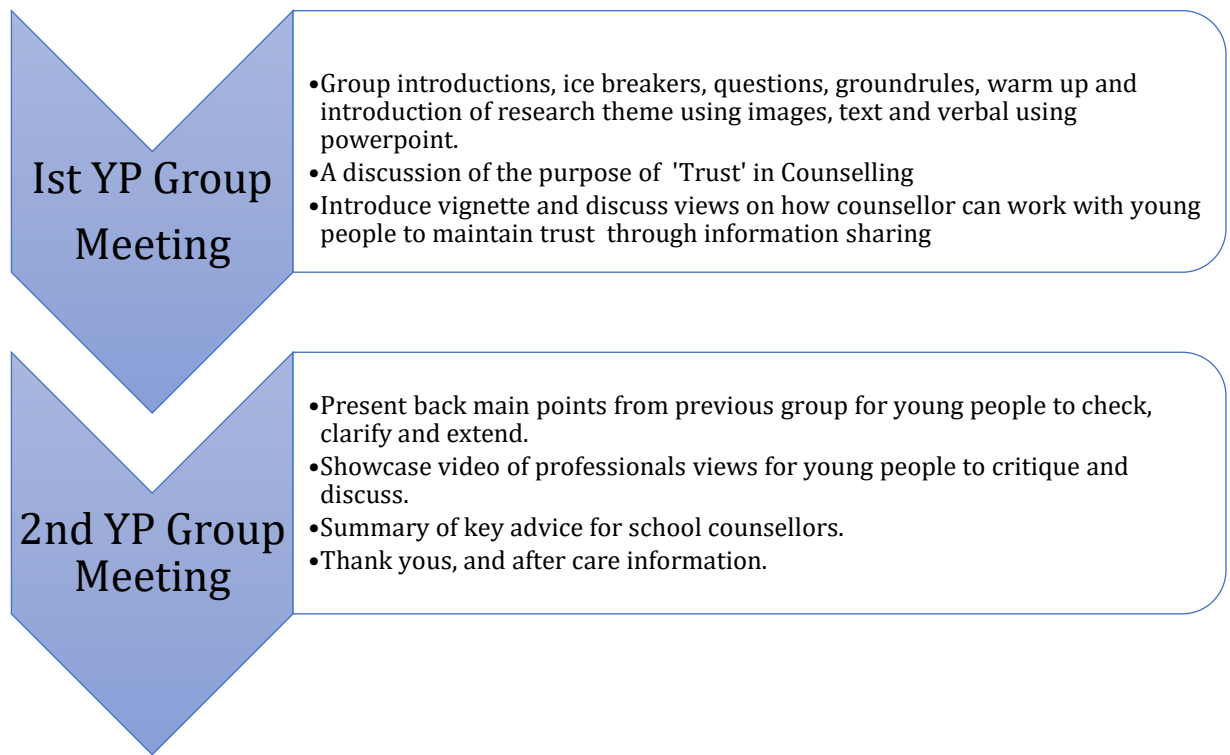 Ist YP Group
Meeting
•Group introductions, ice breakers, questions, groundrules, warm up and
introduction of research theme using images, text and verbal using
powerpoint.
•A discussion of the purpose of 'Trust' in Counselling
•Introduce vignette and discuss views on how counsellor can work with young
people to maintain trust through information sharing
2nd YP Group
Meeting
•Present back main points from previous group for young people to check,
clarify and extend.
•Showcase video of professionals views for young people to critique and
discuss.
•Summary of key advice for school counsellors.
•Thank yous, and after care information.